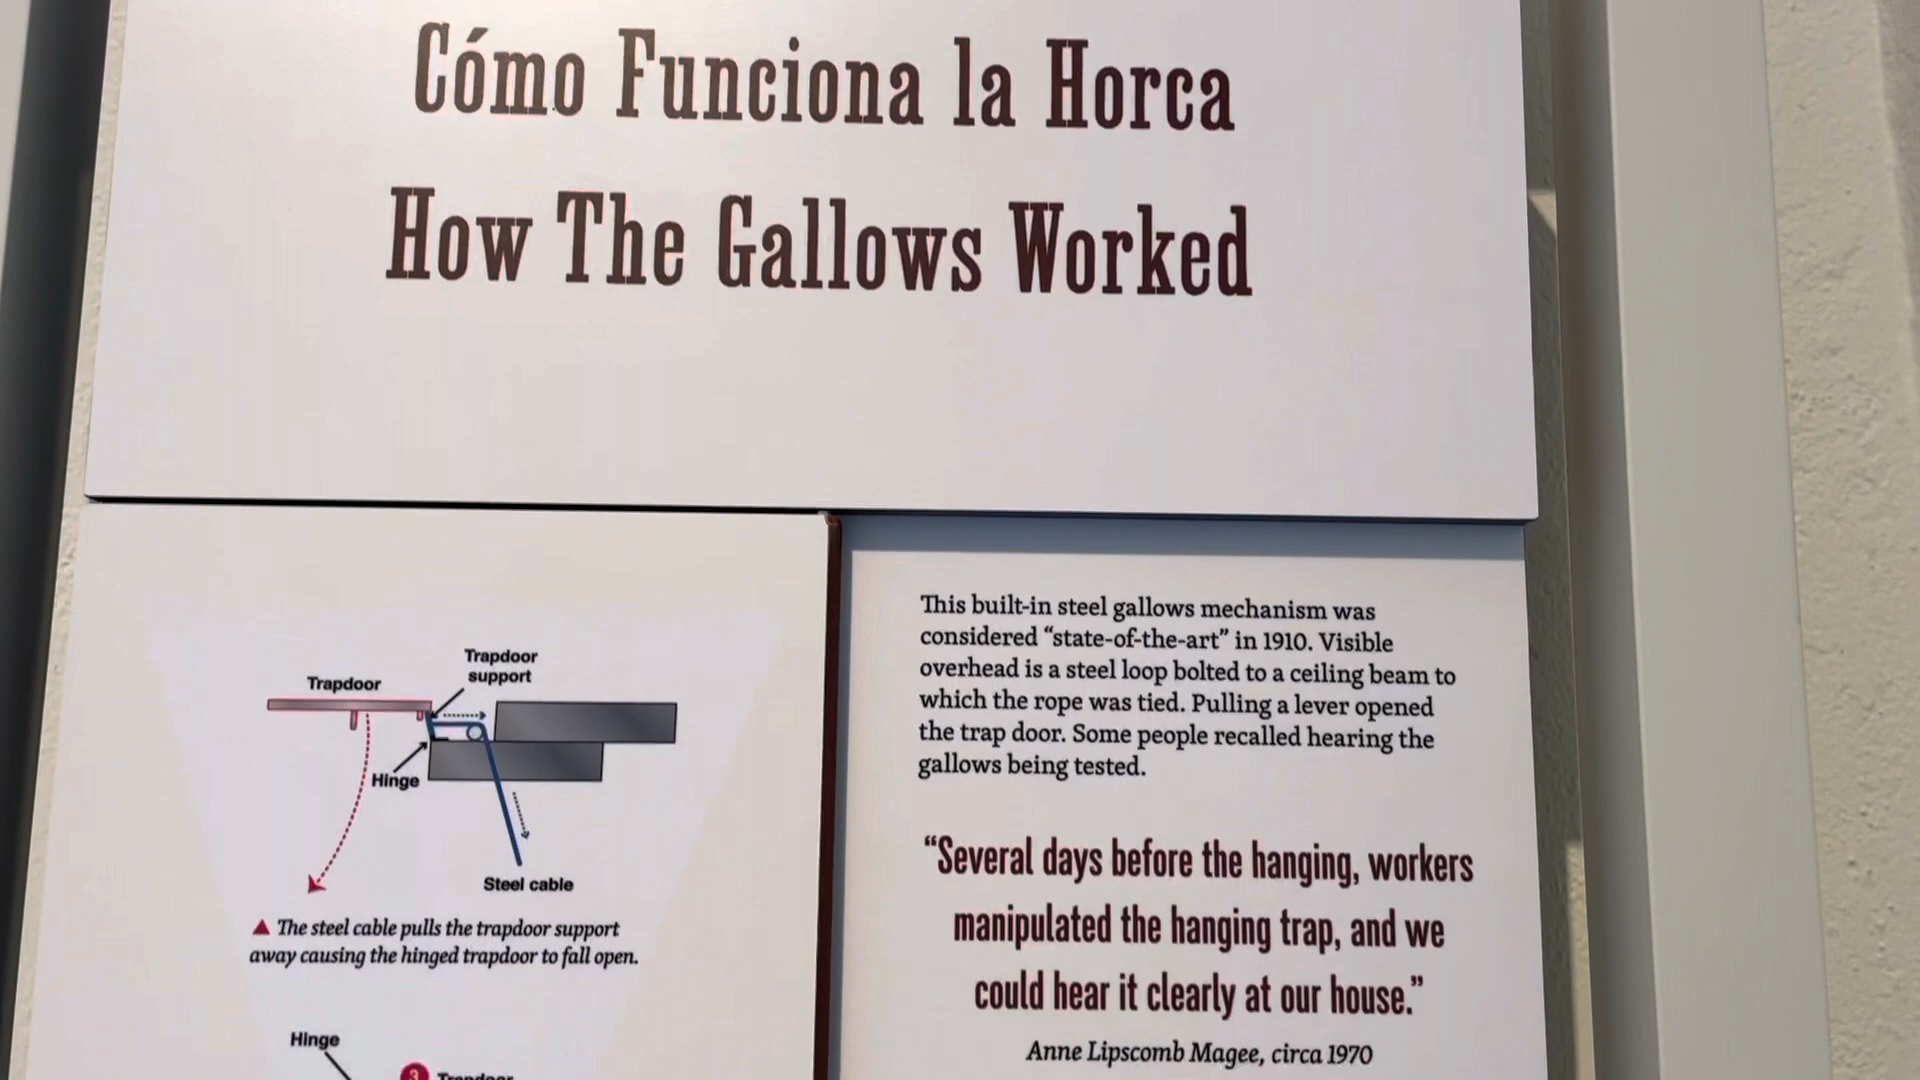 Cómo Funciona la Horca
How The Gallows Worked
Trapdoor
Trapdoor
support
Hinge
Steel cable
▲ The steel cable pulls the trapdoor support
away causing the hinged trapdoor to fall open.
Hinge
3 Trapdoor
This built-in steel gallows mechanism was
considered “state-of-the-art” in 1910. Visible
overhead is a steel loop bolted to a ceiling beam to
which the rope was tied. Pulling a lever opened
the trap door. Some people recalled hearing the
gallows being tested.
“Several days before the hanging, workers
manipulated the hanging trap, and we
could hear it clearly at our house.”
Anne Lipscomb Magee, circa 1970